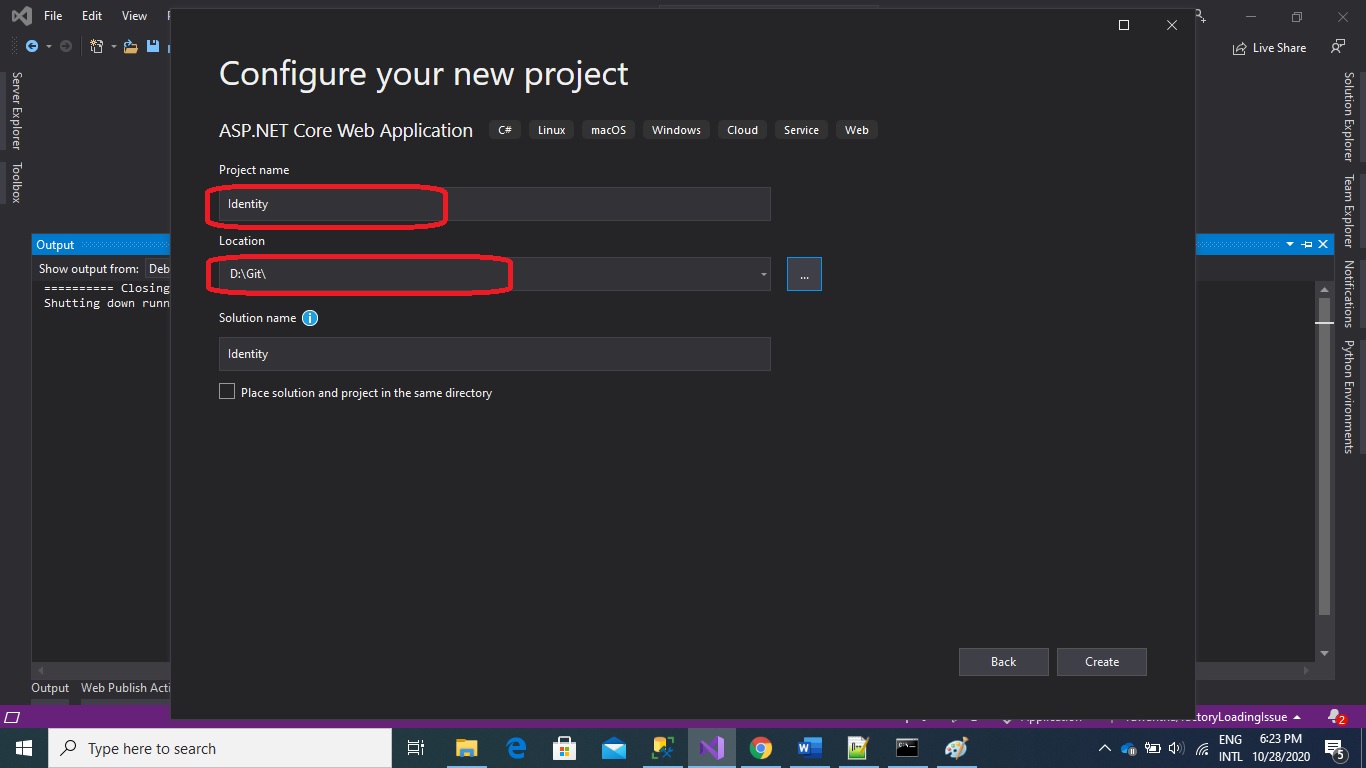 File Edit View
Live Share
Server Explorer
Toolbox
Configure your new project
ASP.NET Core Web Application C# Linux macOS Windows Cloud Service Web
Project name
Identity
Location
D:\Git\
...
Solution name
Identity
Place solution and project in the same directory
Back Create
Output
Show output from: Deb
========== Closing
Shutting down runn
Output Web Publish Acti
Solution Explorer
Team Explorer
Notifications
Python Environments
Application
2
Type here to search
ENG
INTL
6:23 PM
10/28/2020
5